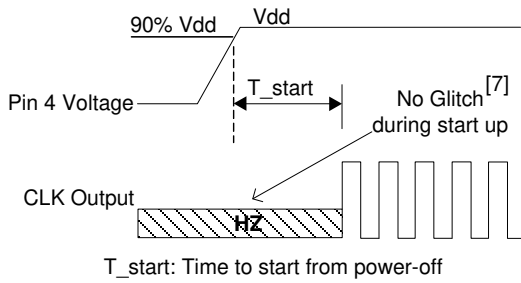 90% Vdd
Vdd
T_start
Pin 4 Voltage
No Glitch[7]
during start up
CLK Output
HZ
T_start: Time to start from power-off